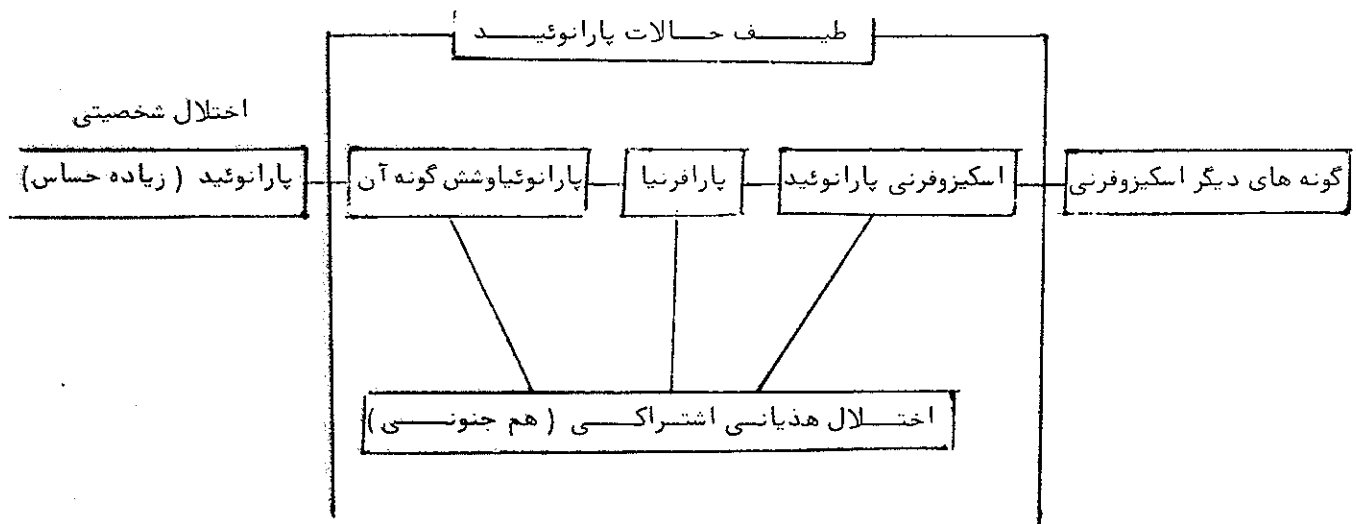 طیف حالات پارانوئید
اختلال شخصیتی
گونه های دیگر اسکیزوفرنی
اسکیزوفرنی پارانوئید
پارافرنیا
پارانوئیاوشش گونه آن
پارانوئید (زیاده حساس)
اختلال هذیانی اشتراکی (هم جنونی)